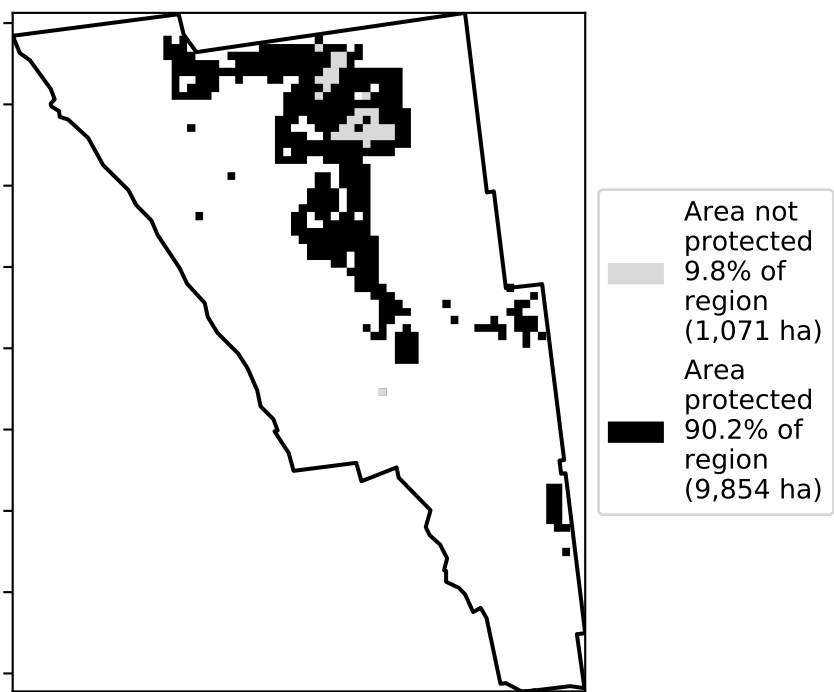 Area not
protected
9.8% of
region
(1,071 ha)
Area
protected
90.2% of
region
(9,854 ha)